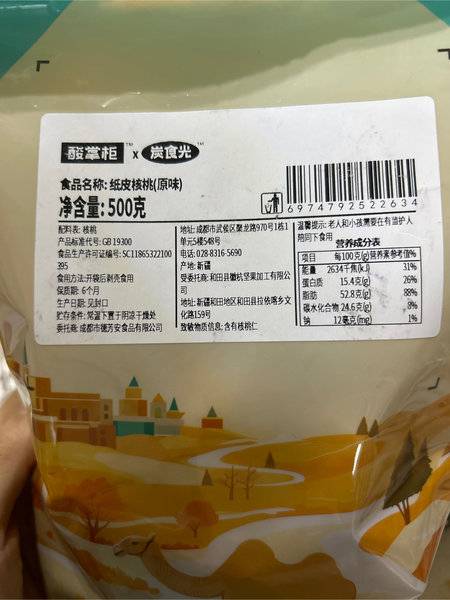 酸掌柜™ x 炭食光™
食品名称: 纸皮核桃(原味)
净含量: 500克
6 974792 522634
配料表: 核桃
产品标准代号: GB 19300
食品生产许可证编号: SC11865322100
395
食用方法: 开袋后剥壳食用
保质期: 6个月
生产日期: 见封口
贮存条件: 常温下置于阴凉干燥处
委托商: 成都市德芳安食品有限公司
地址: 成都市武侯区聚龙路970号1栋1
单元5楼548号
电话: 028-8316-5690
产地: 新疆
受委托商: 和田县徽杭坚果加工有限公
司
地址: 新疆和田地区和田县拉依喀乡文
化路159号
致敏物质信息: 含有核桃仁
温馨提示: 老人和小孩需要在有监护人
陪同下食用
营养成分表
项目 每100克(g) 营养素参考值%
能量 2634千焦(kJ) 31%
蛋白质 15.4克(g) 26%
脂肪 52.8克(g) 88%
碳水化合物 24.6克(g) 8%
钠 12毫克(mg) 1%